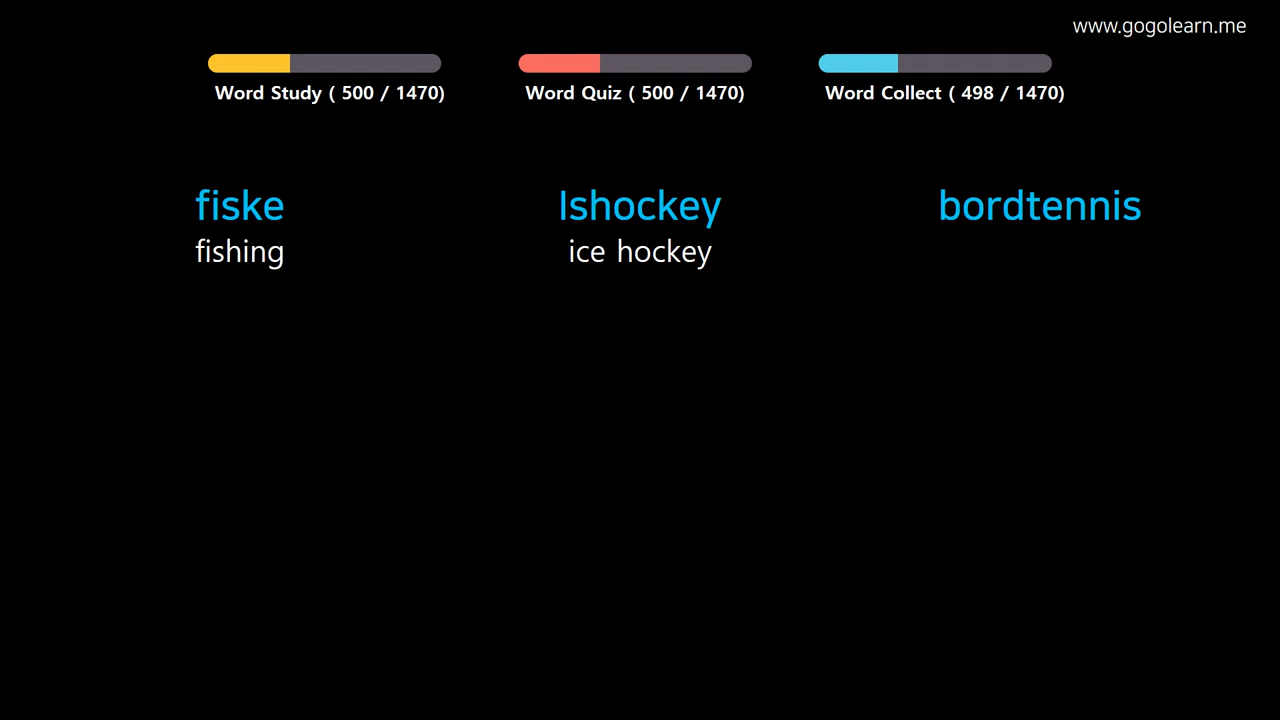 www.gogolearn.me
Word Study ( 500 / 1470)
Word Quiz ( 500 / 1470)
Word Collect ( 498 / 1470)
fiske
fishing
Ishockey
ice hockey
bordtennis